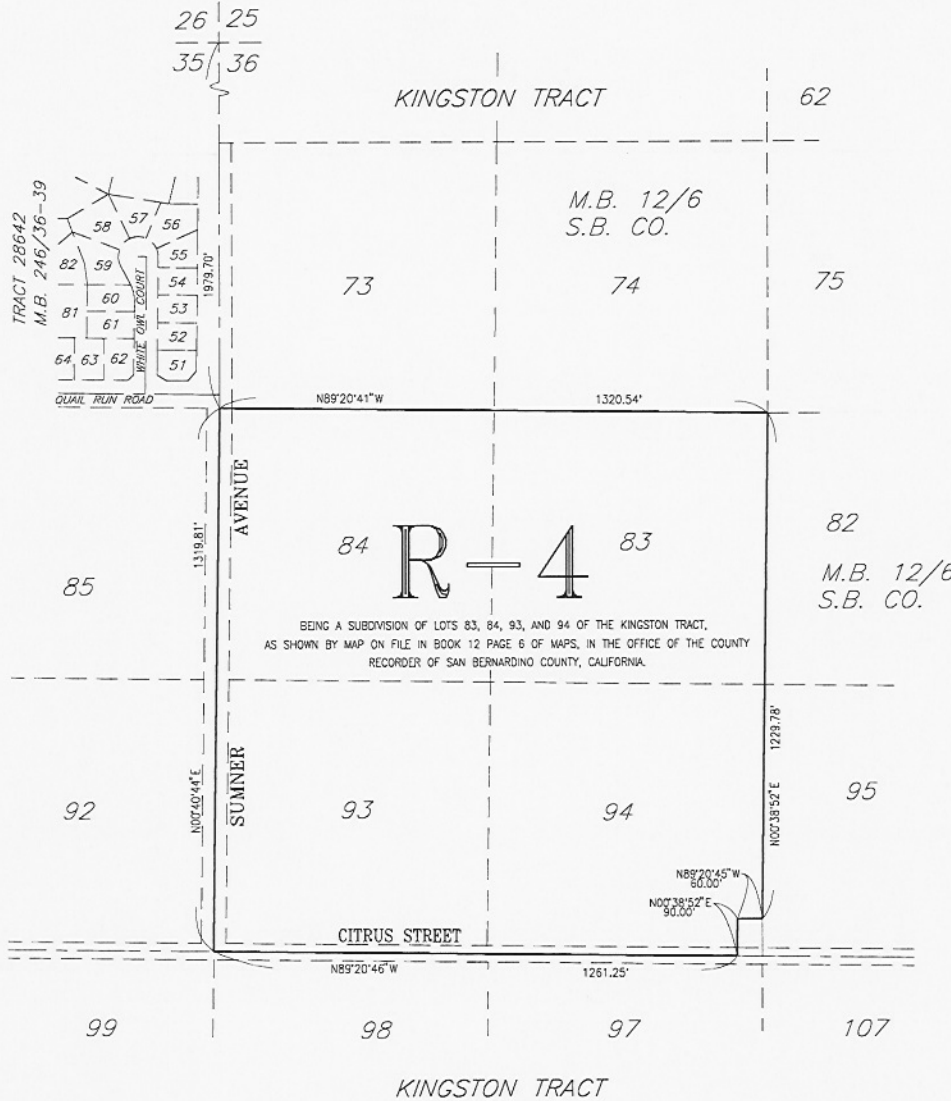 26 25
35 36
KINGSTON TRACT
62
M.B. 12/6
S.B. CO.
TRACT 28642
M.B. 246/36-39
58
57
56
82
59
55
54
60
81
61
53
52
64
63
62
51
WHITE OWL COURT
QUAIL RUN ROAD
1979.70'
73
74
75
N89°20'41"W
1320.54'
AVENUE
1319.81'
84
83
82
R-4
85
M.B. 12/6
S.B. CO.
BEING A SUBDIVISION OF LOTS 83, 84, 93, AND 94 OF THE KINGSTON TRACT,
AS SHOWN BY MAP ON FILE IN BOOK 12 PAGE 6 OF MAPS, IN THE OFFICE OF THE COUNTY
RECORDER OF SAN BERNARDINO COUNTY, CALIFORNIA.
1229.78'
N00°38'52"E
N00°40'44"E
SUMNER
92
93
94
95
N89°20'45"W
60.00'
N00°38'52"E
90.00'
CITRUS STREET
N89°20'46"W
1261.25'
99
98
97
107
KINGSTON TRACT